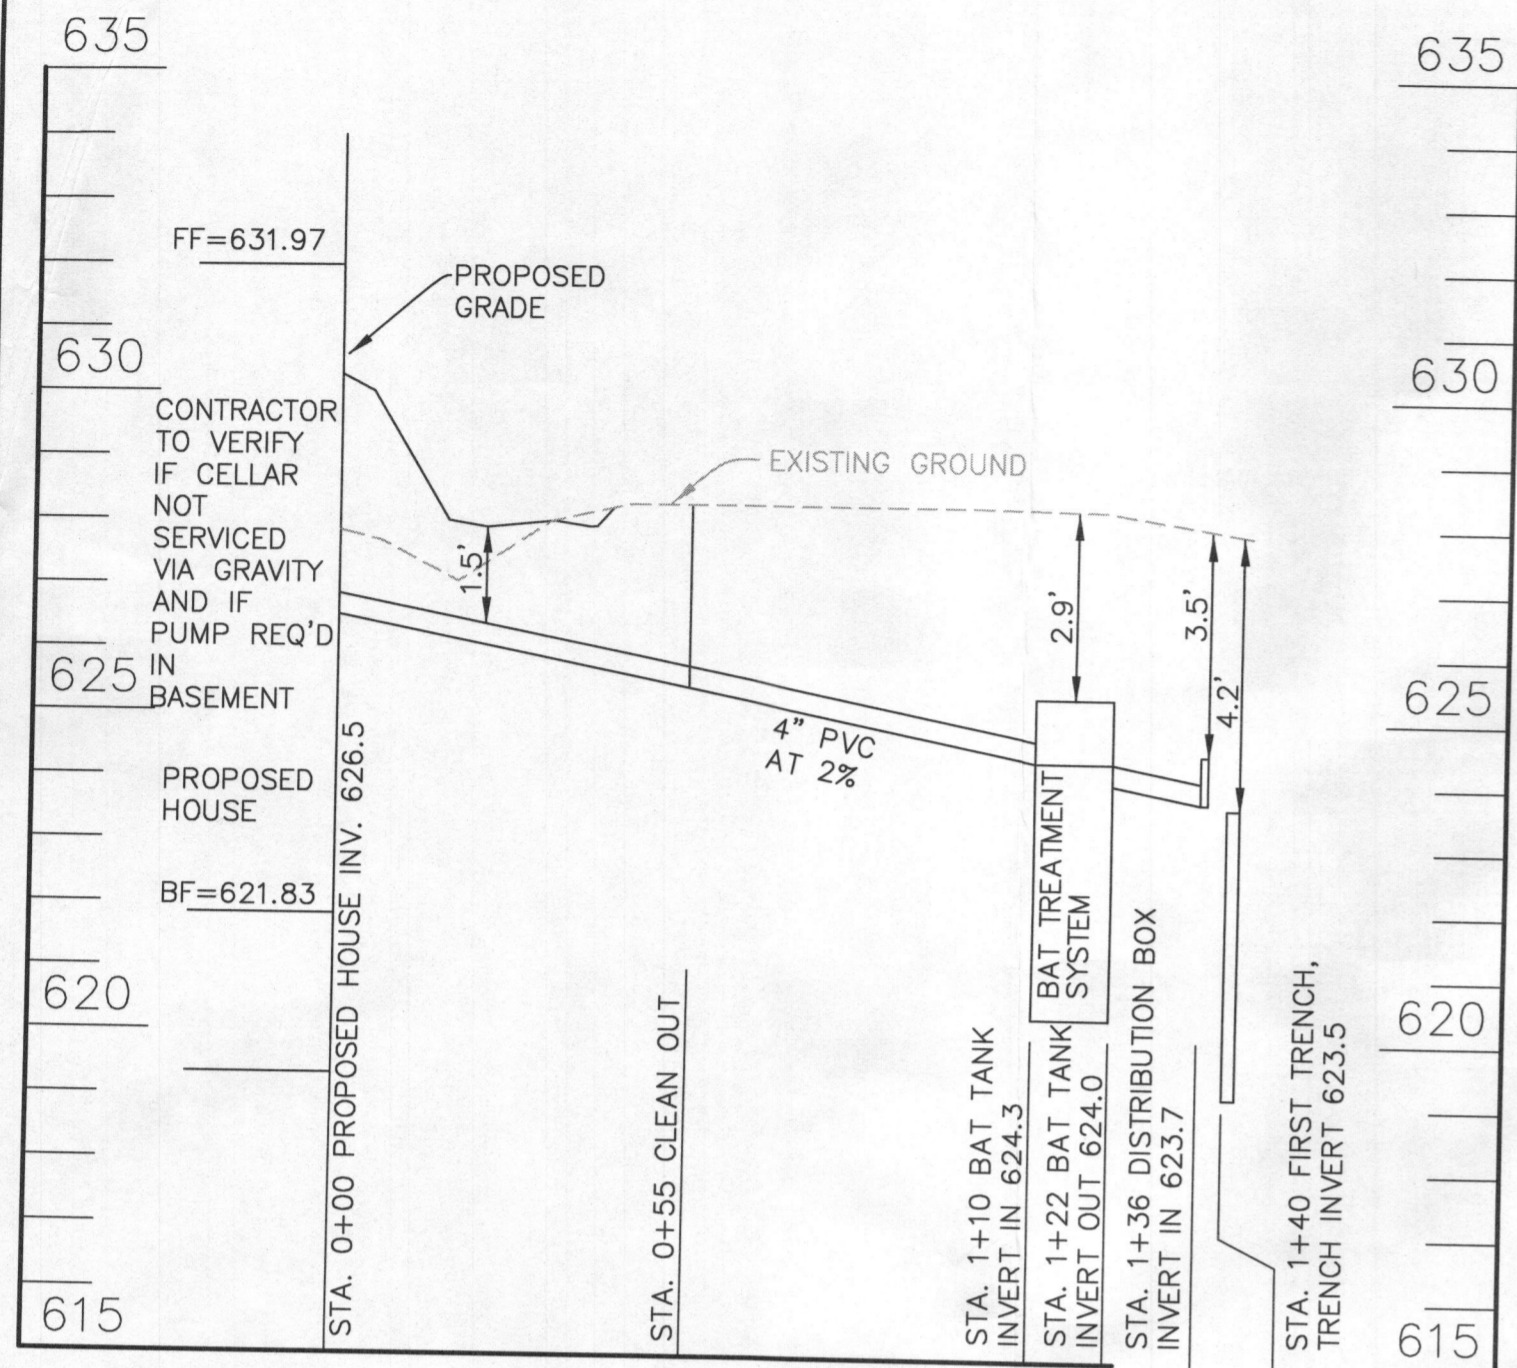 635
FF=631.97
PROPOSED
GRADE
630
CONTRACTOR
TO VERIFY
IF CELLAR
NOT
SERVICED
VIA GRAVITY
AND IF
PUMP REQ'D
IN
BASEMENT
625
PROPOSED
HOUSE
BF=621.83
620
615
STA. 0+00 PROPOSED HOUSE INV. 626.5
1.5'
EXISTING GROUND
STA. 0+55 CLEAN OUT
4" PVC
AT 2%
2.9'
BAT TREATMENT
SYSTEM
STA. 1+10 BAT TANK
INVERT IN 624.3
STA. 1+22 BAT TANK
INVERT OUT 624.0
3.5'
4.2'
STA. 1+36 DISTRIBUTION BOX
INVERT IN 623.7
STA. 1+40 FIRST TRENCH,
TRENCH INVERT 623.5
635
630
625
620
615